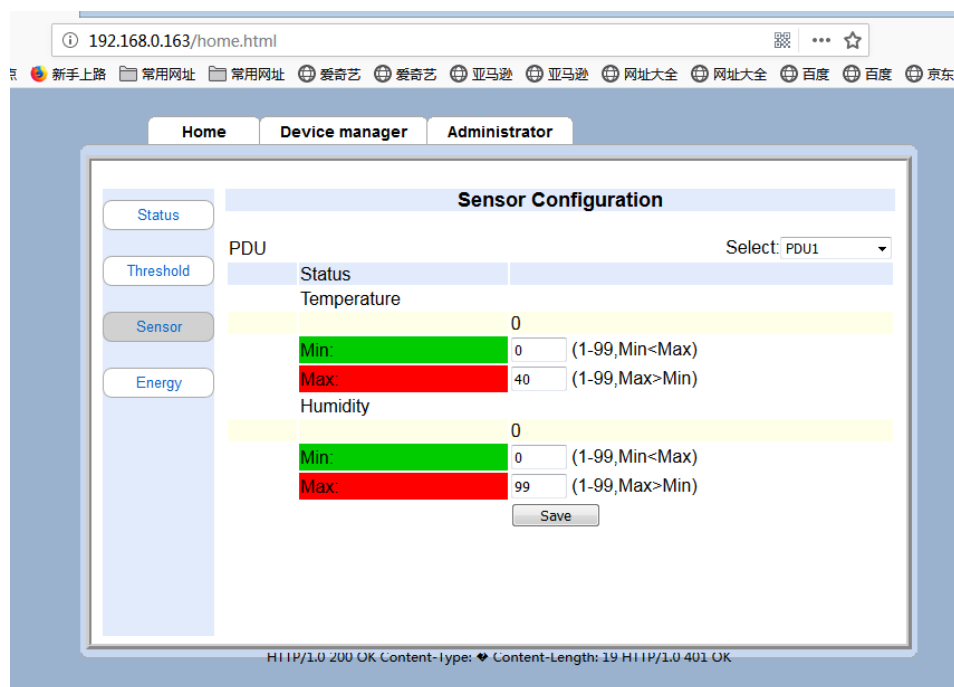 192.168.0.163/home.html
新手上路 常用网址 常用网址 爱奇艺 爱奇艺 亚马逊 亚马逊 网址大全 网址大全 百度 百度 京东
Home Device manager Administrator
Sensor Configuration
Status
PDU Select: PDU1
Threshold
Status
Temperature
Sensor
0
Min: 0 (1-99,Min<Max)
Max: 40 (1-99,Max>Min)
Energy
Humidity
0
Min: 0 (1-99,Min<Max)
Max: 99 (1-99,Max>Min)
Save
HTTP/1.0 200 OK Content-Type: � Content-Length: 19 HTTP/1.0 401 OK